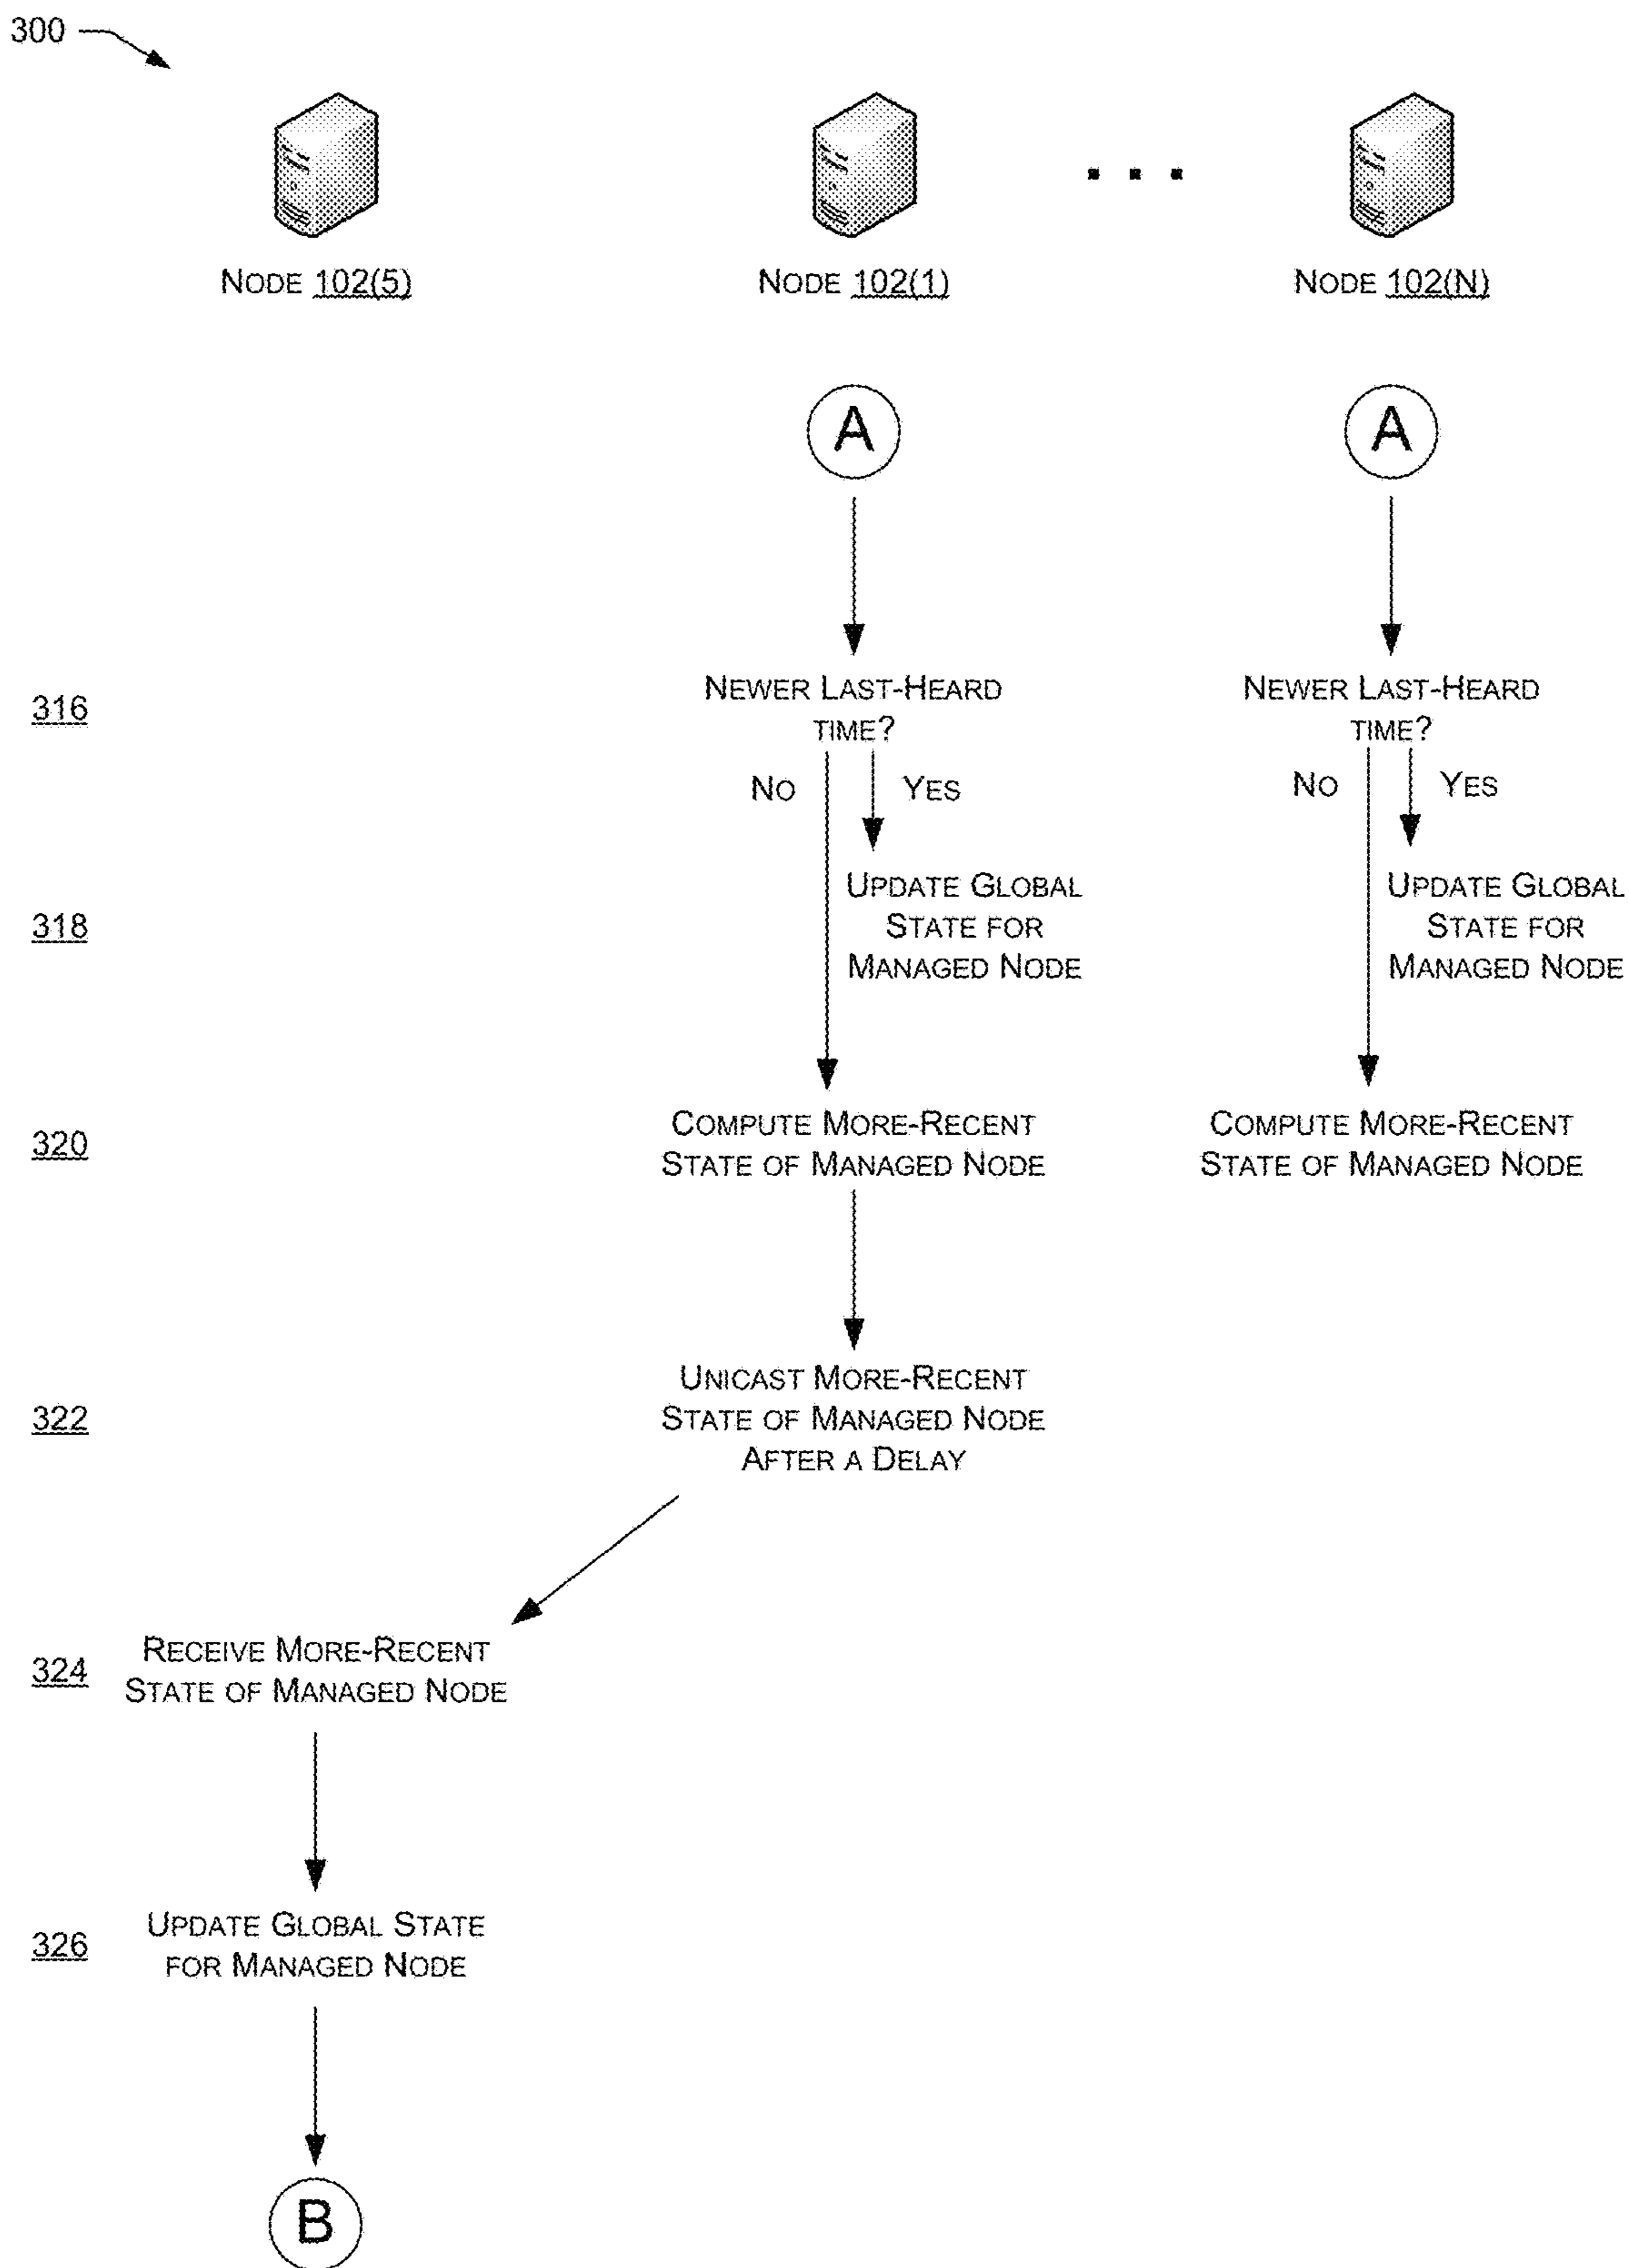 300
NODE 102(5)
NODE 102(1)
. . .
NODE 102(N)
A
A
316
NEWER LAST-HEARD
TIME?
NEWER LAST-HEARD
TIME?
NO
YES
NO
YES
318
UPDATE GLOBAL
STATE FOR
MANAGED NODE
UPDATE GLOBAL
STATE FOR
MANAGED NODE
320
COMPUTE MORE-RECENT
STATE OF MANAGED NODE
COMPUTE MORE-RECENT
STATE OF MANAGED NODE
322
UNICAST MORE-RECENT
STATE OF MANAGED NODE
AFTER A DELAY
324
RECEIVE MORE-RECENT
STATE OF MANAGED NODE
326
UPDATE GLOBAL STATE
FOR MANAGED NODE
B